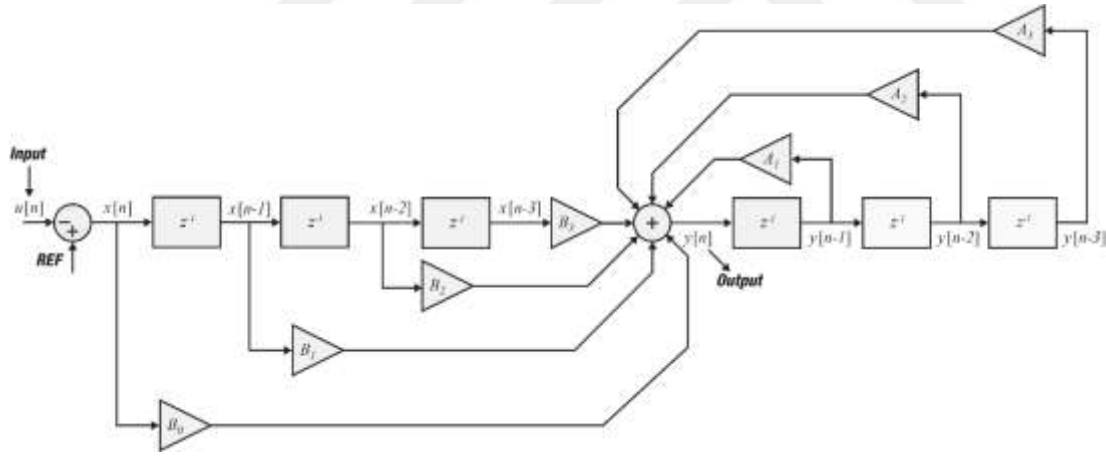 A₃
A₂
Input
A₁
u[n]
−
x[n]
z⁻¹
x[n-1]
z⁻¹
x[n-2]
z⁻¹
x[n-3]
B₃
+
y[n]
z⁻¹
y[n-1]
z⁻¹
y[n-2]
z⁻¹
y[n-3]
+
REF
B₂
Output
B₁
B₀